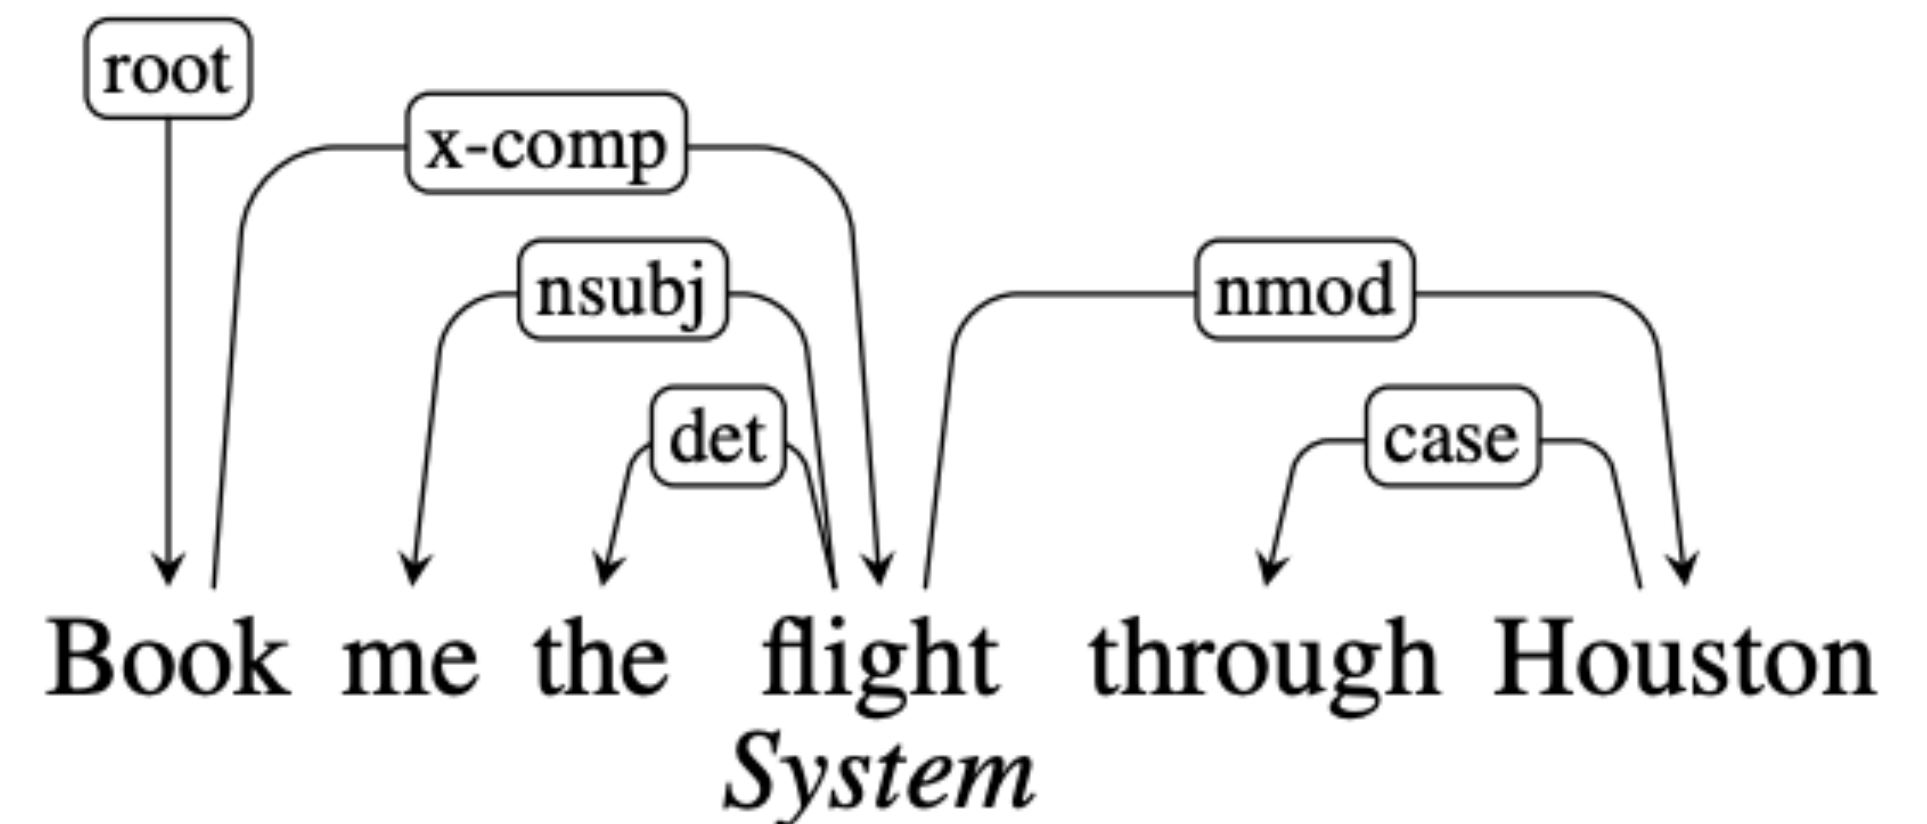 root
x-comp
nsubj
nmod
det
case
Book me the flight through Houston
System